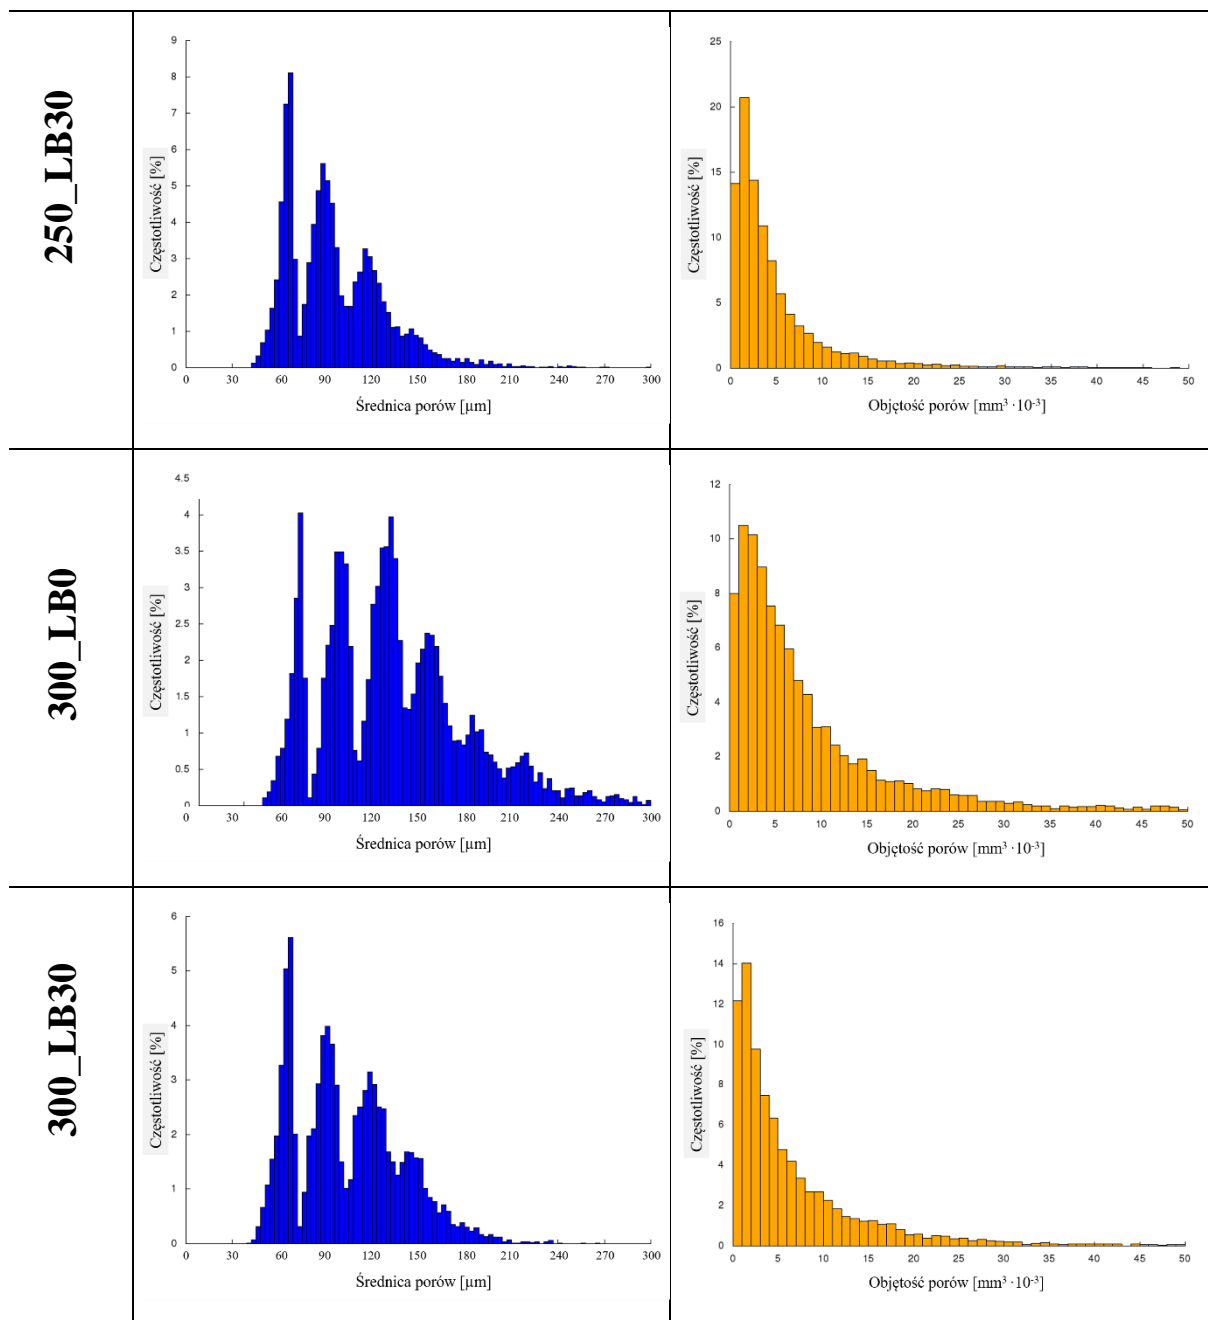 250_LB30
9
8
7
6
5
4
3
2
1
0
Częstotliwość [%]
0 30 60 90 120 150 180 210 240 270 300
Średnica porów [µm]
25
20
15
10
5
0
Częstotliwość [%]
0 5 10 15 20 25 30 35 40 45 50
Objętość porów [mm³ ·10⁻³]
300_LB0
4.5
4
3.5
3
2.5
2
1.5
1
0.5
0
Częstotliwość [%]
0 30 60 90 120 150 180 210 240 270 300
Średnica porów [µm]
12
10
8
6
4
2
0
Częstotliwość [%]
0 5 10 15 20 25 30 35 40 45 50
Objętość porów [mm³ ·10⁻³]
300_LB30
6
5
4
3
2
1
0
Częstotliwość [%]
0 30 60 90 120 150 180 210 240 270 300
Średnica porów [µm]
16
14
12
10
8
6
4
2
0
Częstotliwość [%]
0 5 10 15 20 25 30 35 40 45 50
Objętość porów [mm³ ·10⁻³]